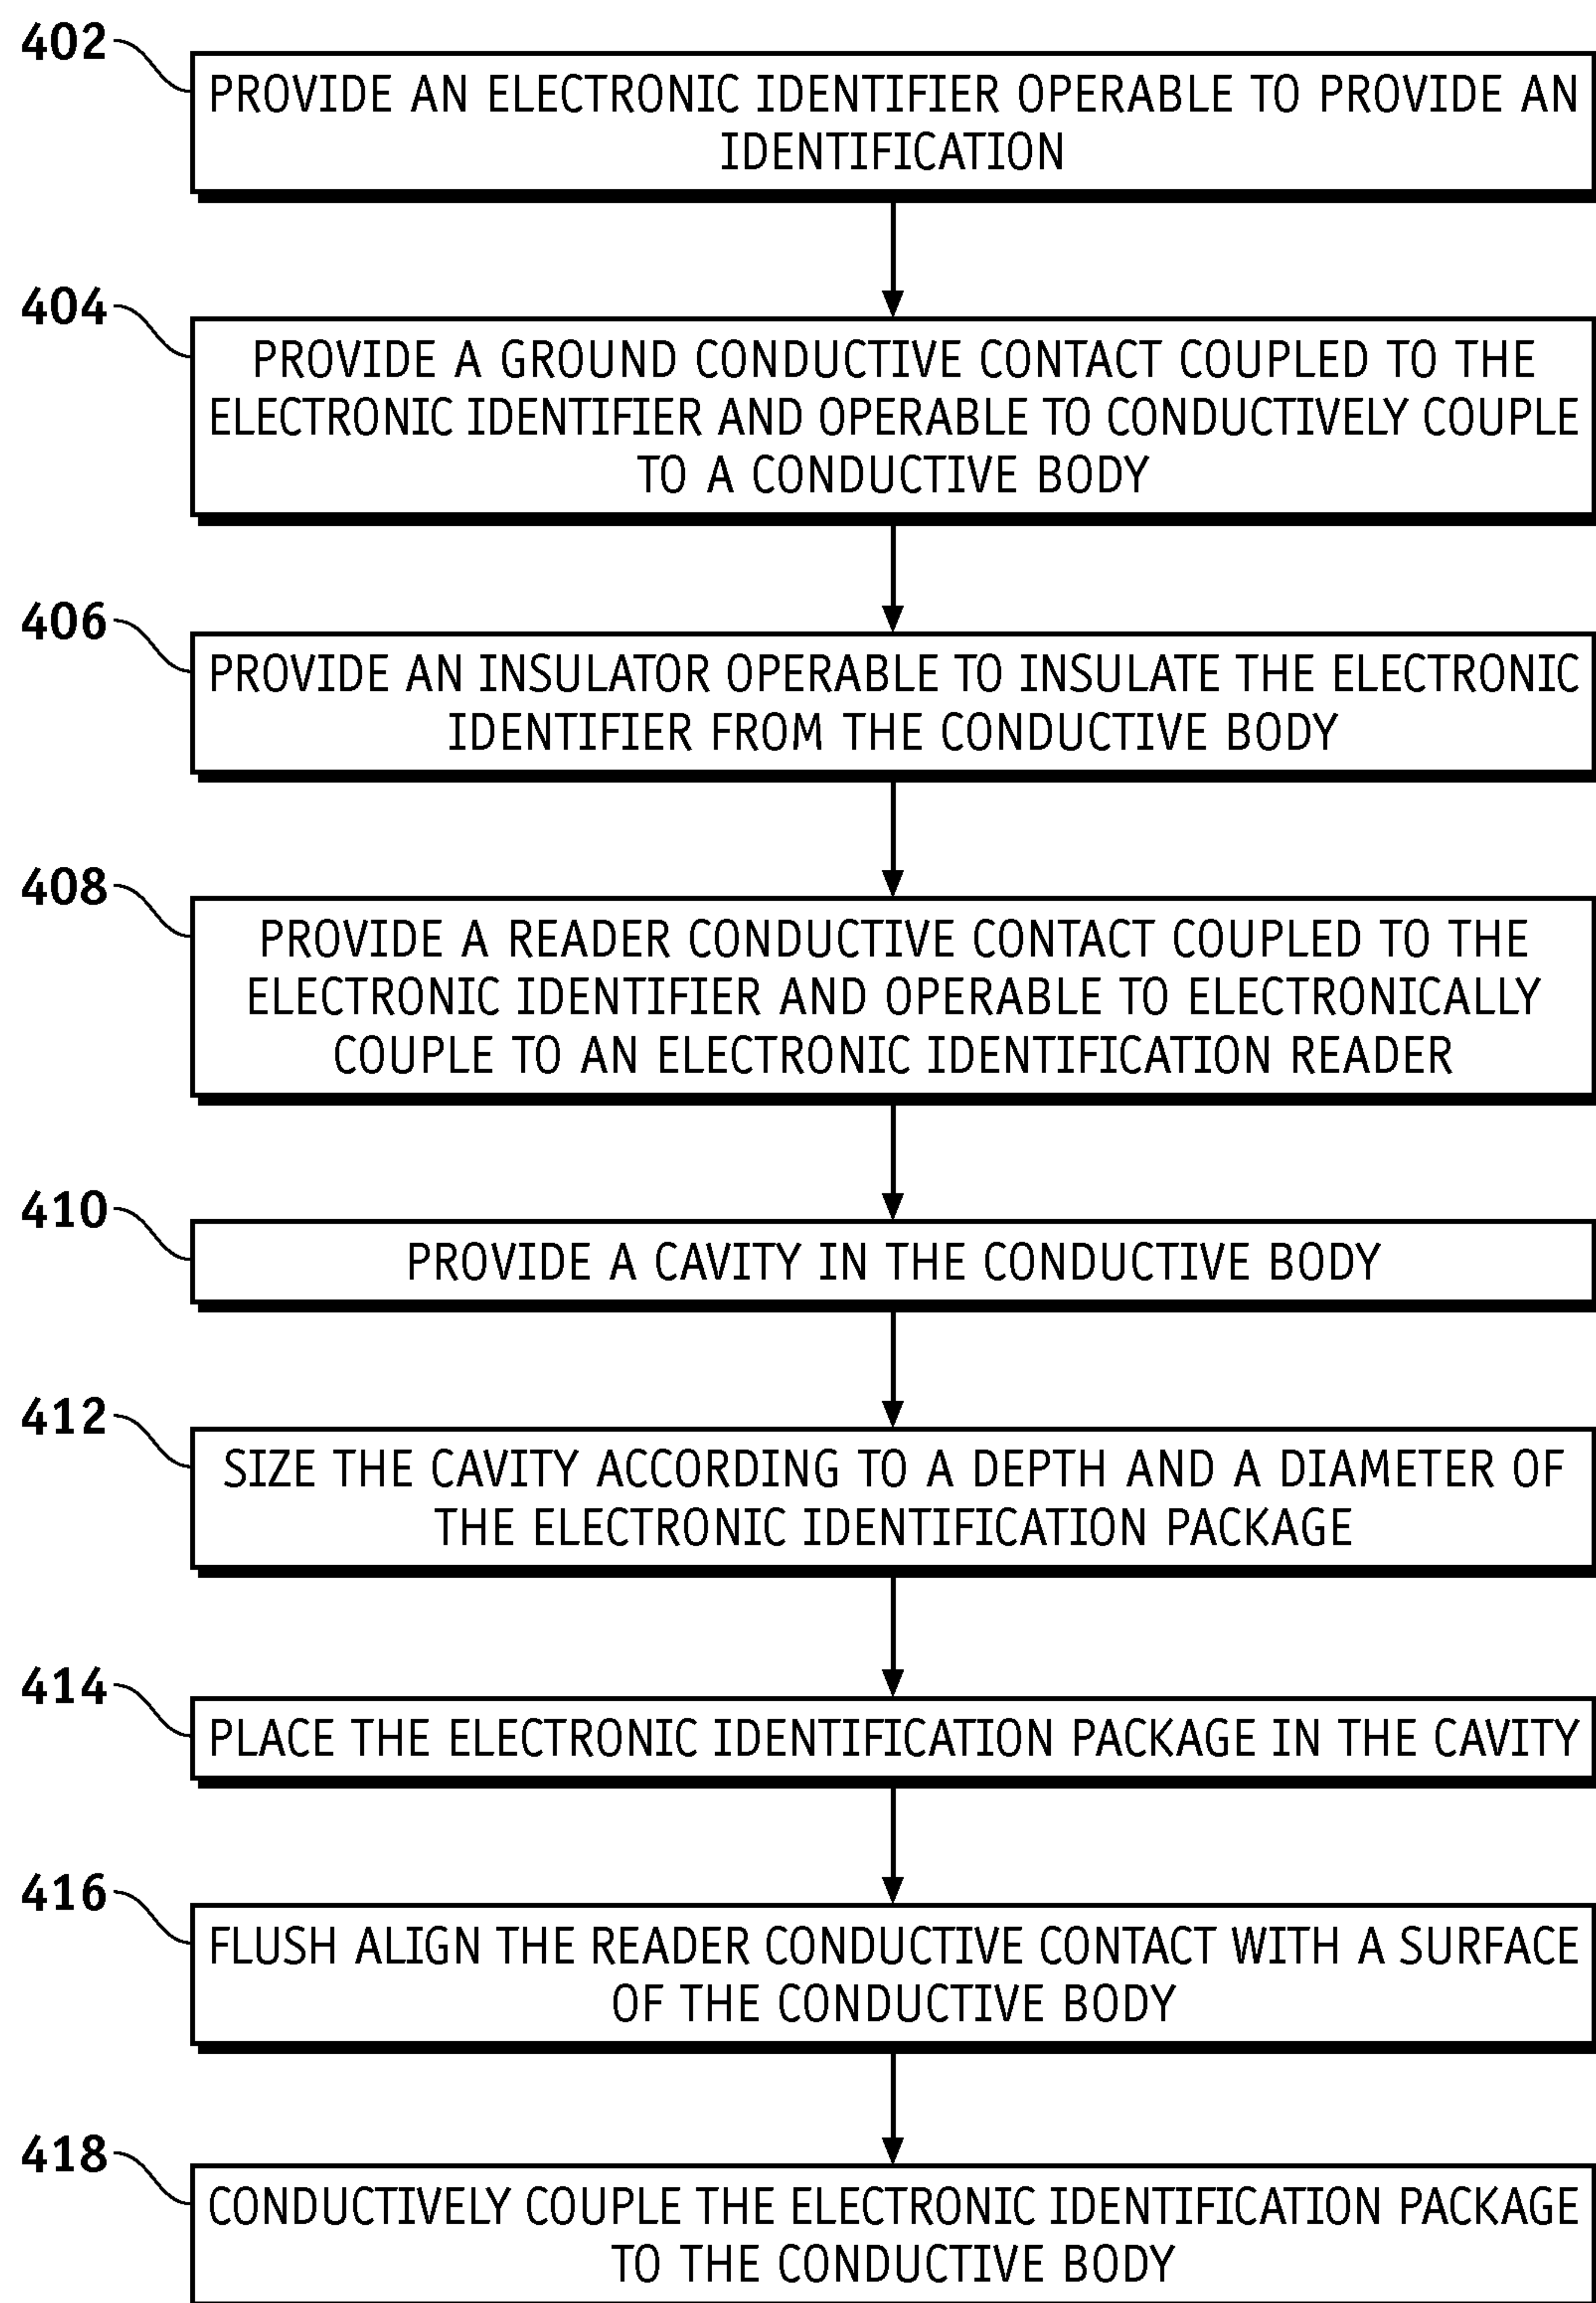 402
PROVIDE AN ELECTRONIC IDENTIFIER OPERABLE TO PROVIDE AN
IDENTIFICATION
404
PROVIDE A GROUND CONDUCTIVE CONTACT COUPLED TO THE
ELECTRONIC IDENTIFIER AND OPERABLE TO CONDUCTIVELY COUPLE
TO A CONDUCTIVE BODY
406
PROVIDE AN INSULATOR OPERABLE TO INSULATE THE ELECTRONIC
IDENTIFIER FROM THE CONDUCTIVE BODY
408
PROVIDE A READER CONDUCTIVE CONTACT COUPLED TO THE
ELECTRONIC IDENTIFIER AND OPERABLE TO ELECTRONICALLY
COUPLE TO AN ELECTRONIC IDENTIFICATION READER
410
PROVIDE A CAVITY IN THE CONDUCTIVE BODY
412
SIZE THE CAVITY ACCORDING TO A DEPTH AND A DIAMETER OF
THE ELECTRONIC IDENTIFICATION PACKAGE
414
PLACE THE ELECTRONIC IDENTIFICATION PACKAGE IN THE CAVITY
416
FLUSH ALIGN THE READER CONDUCTIVE CONTACT WITH A SURFACE
OF THE CONDUCTIVE BODY
418
CONDUCTIVELY COUPLE THE ELECTRONIC IDENTIFICATION PACKAGE
TO THE CONDUCTIVE BODY